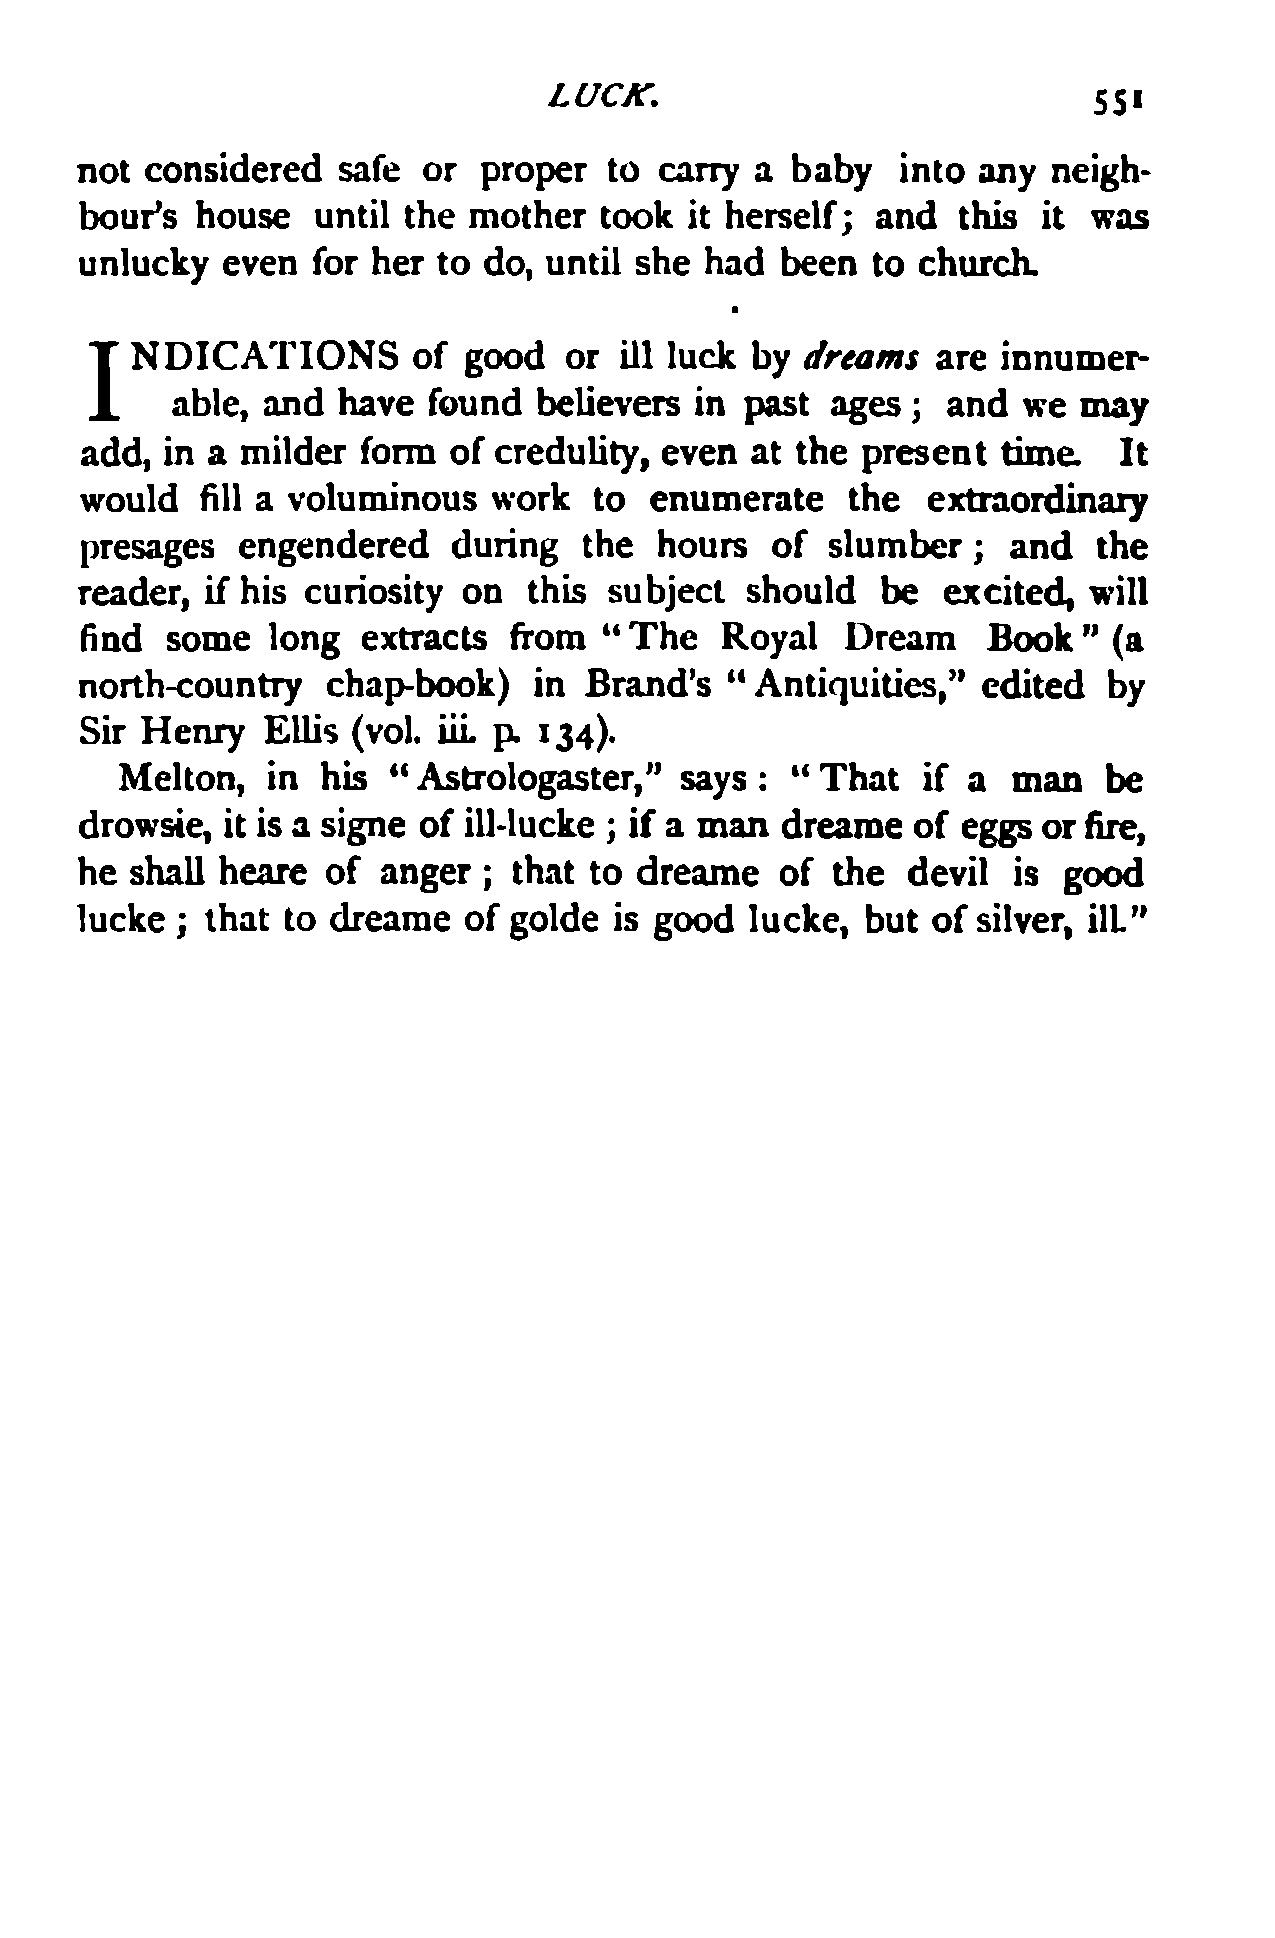 LUCK. 551
not considered safe or proper to carry a baby into any neigh-
bour's house until the mother took it herself; and this it was
unlucky even for her to do, until she had been to church.
INDICATIONS of good or ill luck by dreams are innumer-
able, and have found believers in past ages; and we may
add, in a milder form of credulity, even at the present time. It
would fill a voluminous work to enumerate the extraordinary
presages engendered during the hours of slumber; and the
reader, if his curiosity on this subject should be excited, will
find some long extracts from "The Royal Dream Book" (a
north-country chap-book) in Brand's "Antiquities," edited by
Sir Henry Ellis (vol. iii. p. 134).
Melton, in his "Astrologaster," says: "That if a man be
drowsie, it is a signe of ill-lucke; if a man dreame of eggs or fire,
he shall heare of anger; that to dreame of the devil is good
lucke; that to dreame of golde is good lucke, but of silver, ill."